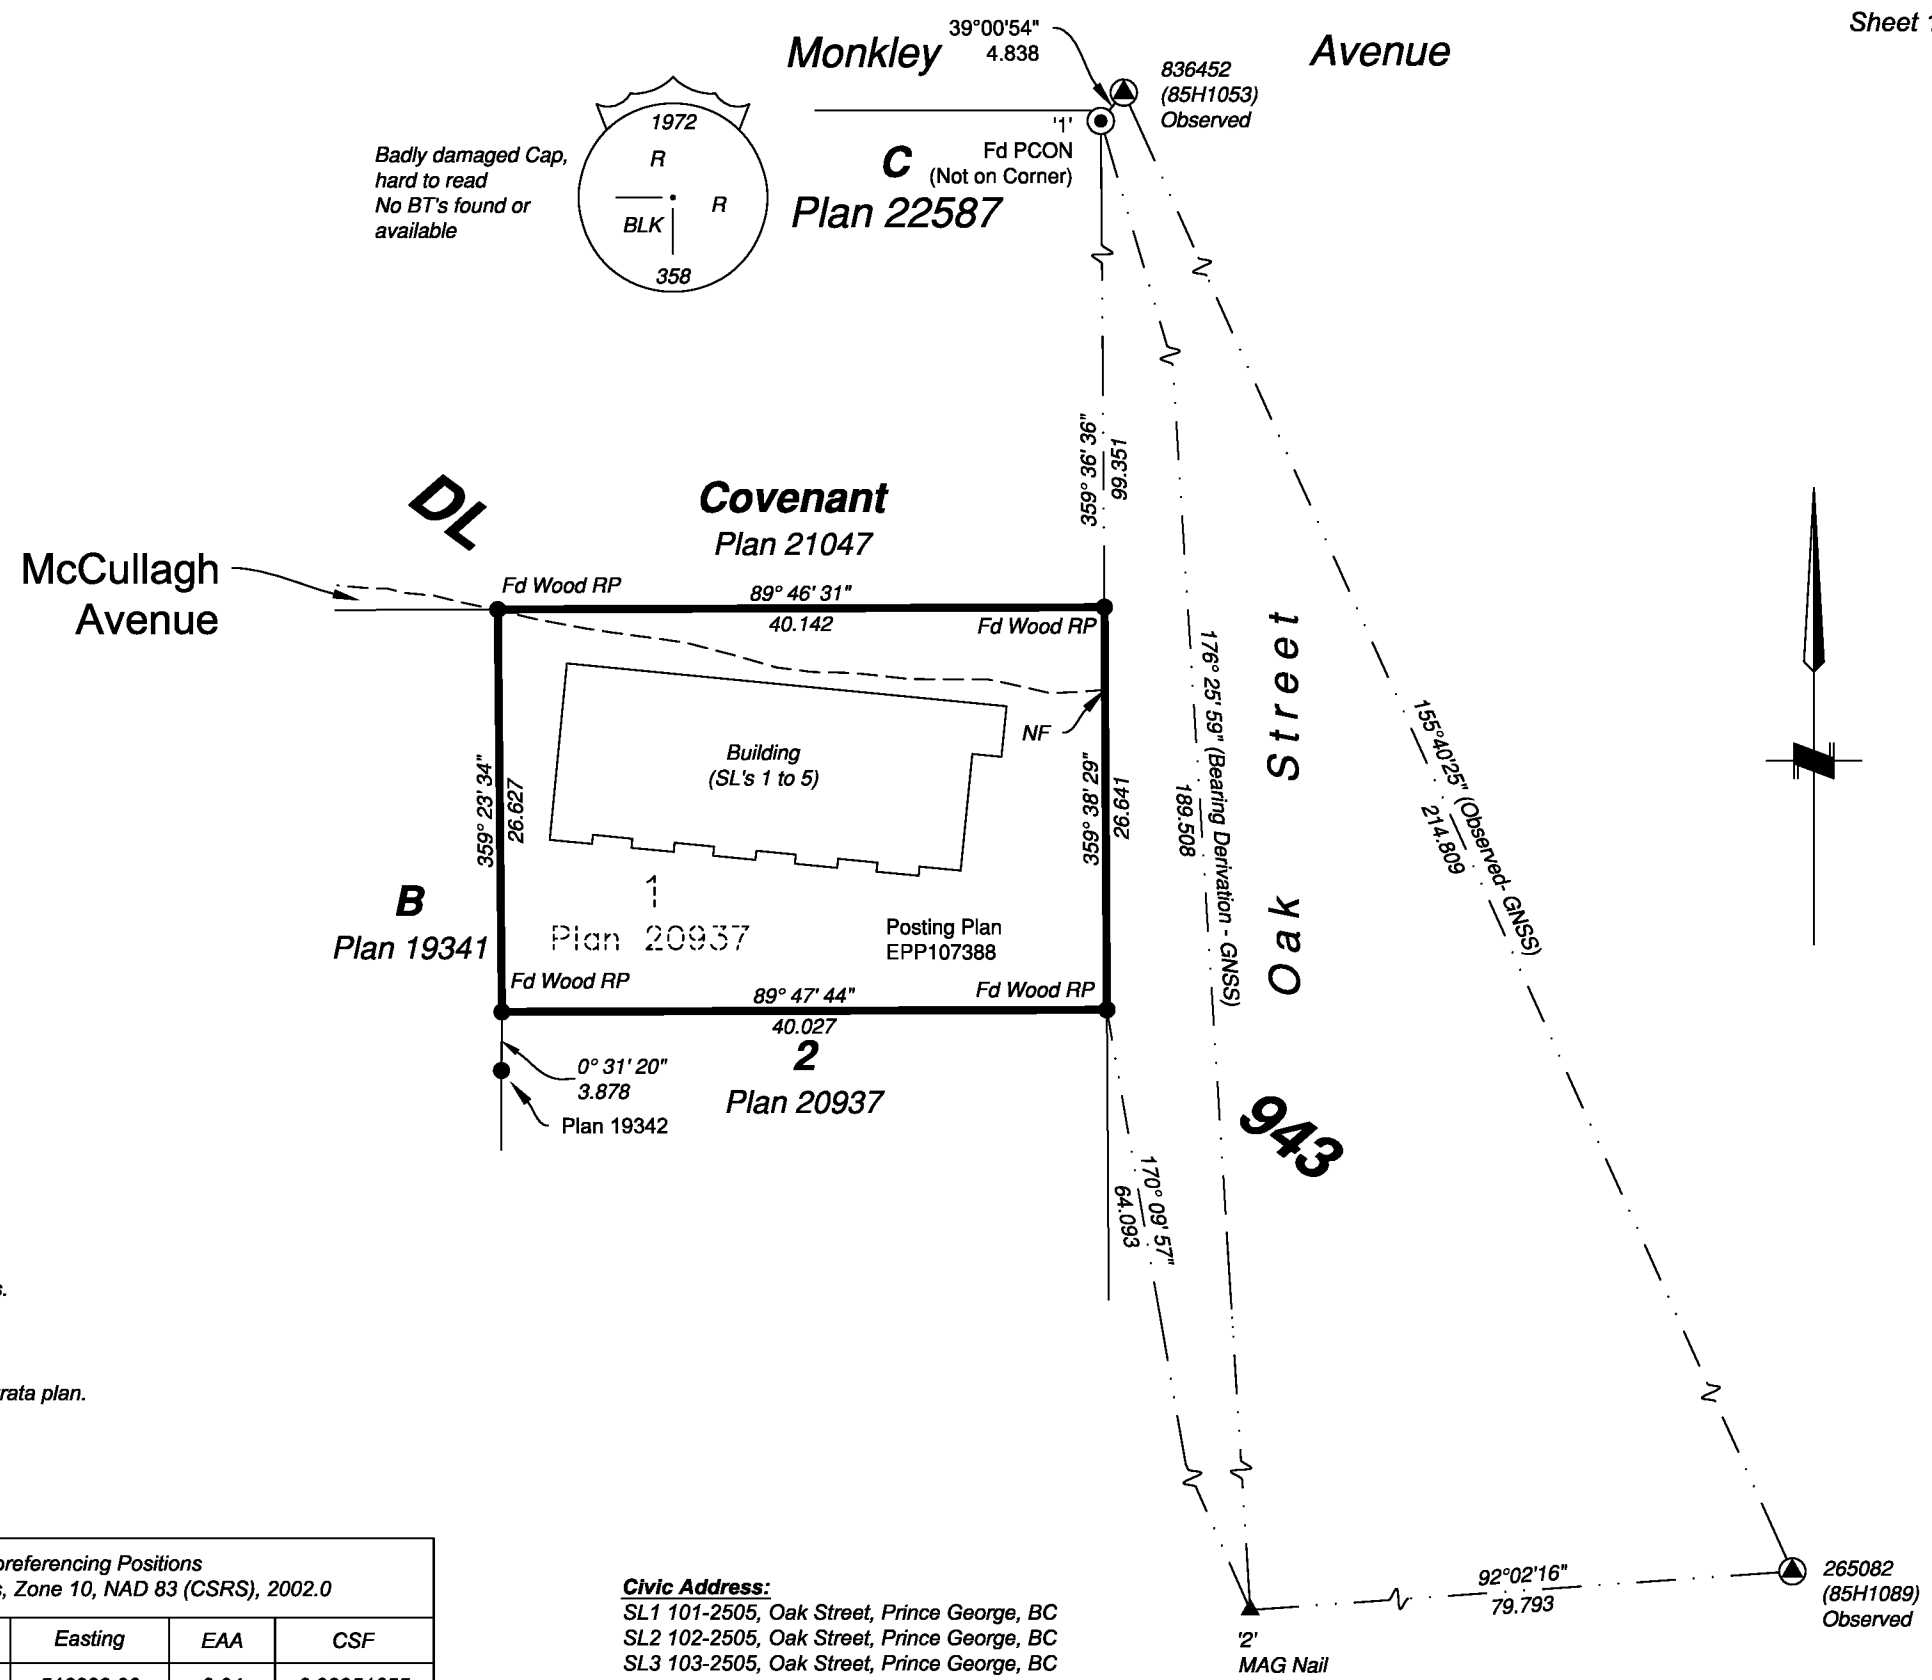 Sheet 1
Monkley Avenue
39°00'54"
4.838
836452
(85H1053)
Observed
'1'
Fd PCON
(Not on Corner)
C
Plan 22587
Badly damaged Cap,
hard to read
No BT's found or
available
1972
R
R
BLK
358
359° 36' 36"
99.351
DL
Covenant
Plan 21047
McCullagh
Avenue
Fd Wood RP
89° 46' 31"
40.142
Fd Wood RP
NF
Building
(SL's 1 to 5)
359° 23' 34"
26.627
359° 38' 29"
26.641
176° 25' 59" (Bearing Derivation - GNSS)
189.508
Oak Street
155°40'25" (Observed- GNSS)
214.809
B
Plan 19341
1
Plan 20937
Posting Plan
EPP107388
Fd Wood RP
89° 47' 44"
40.027
Fd Wood RP
2
Plan 20937
0° 31' 20"
3.878
Plan 19342
943
170° 09' 57"
64.093
s.
rata plan.
oreferencing Positions
s, Zone 10, NAD 83 (CSRS), 2002.0
Easting EAA CSF
Civic Address:
SL1 101-2505, Oak Street, Prince George, BC
SL2 102-2505, Oak Street, Prince George, BC
SL3 103-2505, Oak Street, Prince George, BC
92°02'16"
79.793
265082
(85H1089)
Observed
'2'
MAG Nail